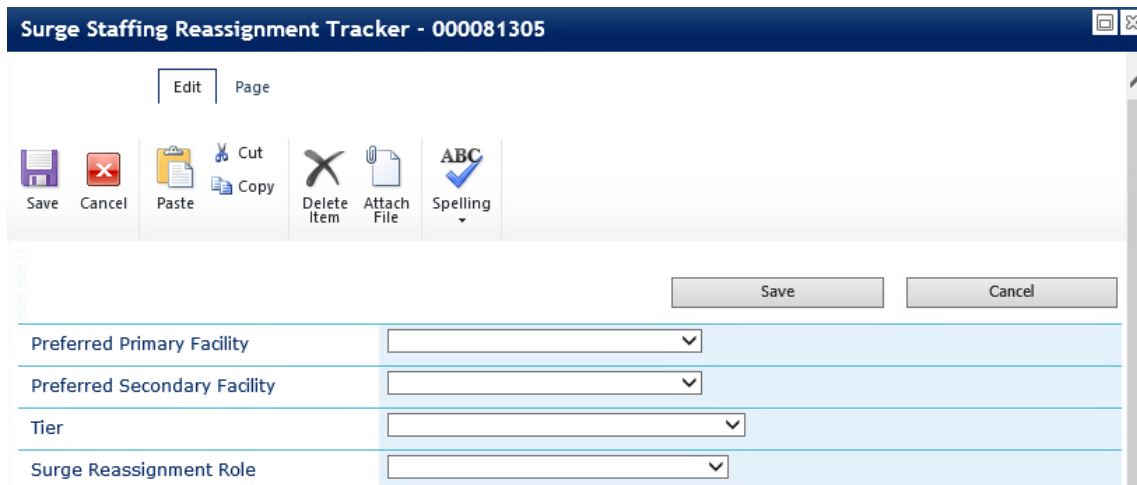 Surge Staffing Reassignment Tracker - 000081305
Edit Page
Save Cancel Paste Cut Copy Delete Item Attach File ABC Spelling
Save Cancel
Preferred Primary Facility
Preferred Secondary Facility
Tier
Surge Reassignment Role